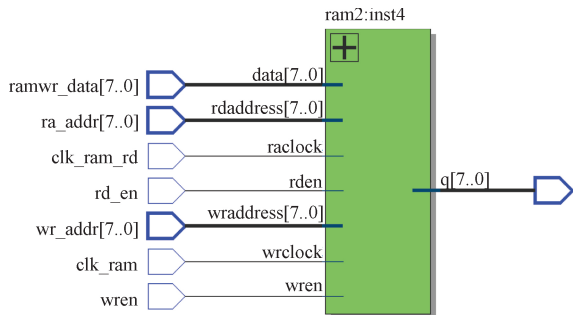 ram2:inst4
ramwr_data[7..0] data[7..0]
ra_addr[7..0] rdaddress[7..0]
clk_ram_rd raclock
rd_en rden
q[7..0]
wr_addr[7..0] wraddress[7..0]
clk_ram wrclock
wren wren